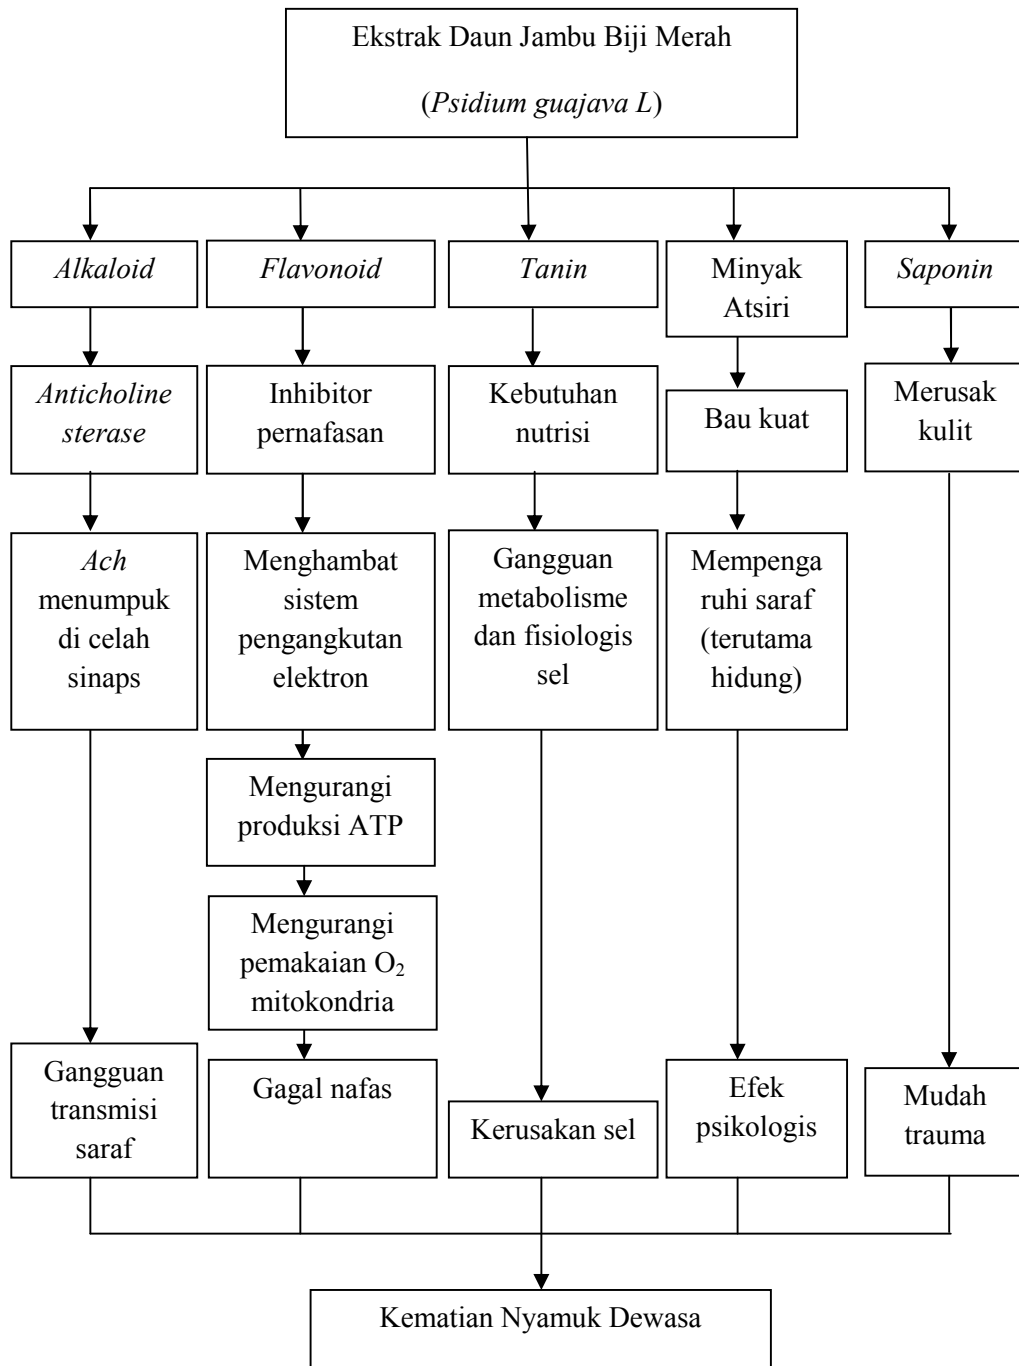 Ekstrak Daun Jambu Biji Merah
(Psidium guajava L)
Alkaloid
Flavonoid
Tanin
Minyak
Atsiri
Saponin
Anticholine
sterase
Inhibitor
pernafasan
Kebutuhan
nutrisi
Bau kuat
Merusak
kulit
Ach
menumpuk
di celah
sinaps
Menghambat
sistem
pengangkutan
elektron
Gangguan
metabolisme
dan fisiologis
sel
Mempenga
ruhi saraf
(terutama
hidung)
Mengurangi
produksi ATP
Mengurangi
pemakaian O₂
mitokondria
Gangguan
transmisi
saraf
Gagal nafas
Kerusakan sel
Efek
psikologis
Mudah
trauma
Kematian Nyamuk Dewasa